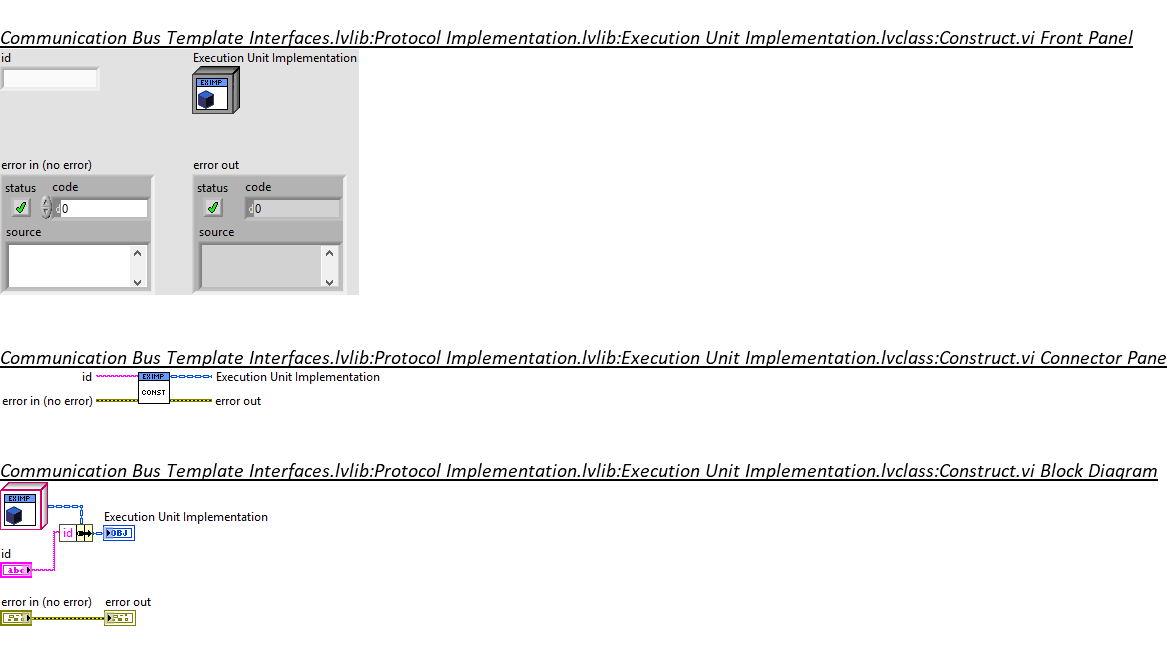 Communication Bus Template Interfaces.lvlib:Protocol Implementation.lvlib:Execution Unit Implementation.lvclass:Construct.vi Front Panel
id
Execution Unit Implementation
EXIMP
error in (no error)
error out
status code
0
source
status code
d0
source
Communication Bus Template Interfaces.lvlib:Protocol Implementation.lvlib:Execution Unit Implementation.lvclass:Construct.vi Connector Pane
id
EXIMP
CONST
Execution Unit Implementation
error in (no error)
error out
Communication Bus Template Interfaces.lvlib:Protocol Implementation.lvlib:Execution Unit Implementation.lvclass:Construct.vi Block Diagram
EXIMP
Execution Unit Implementation
id
OBJ
id
abc
error in (no error)
error out